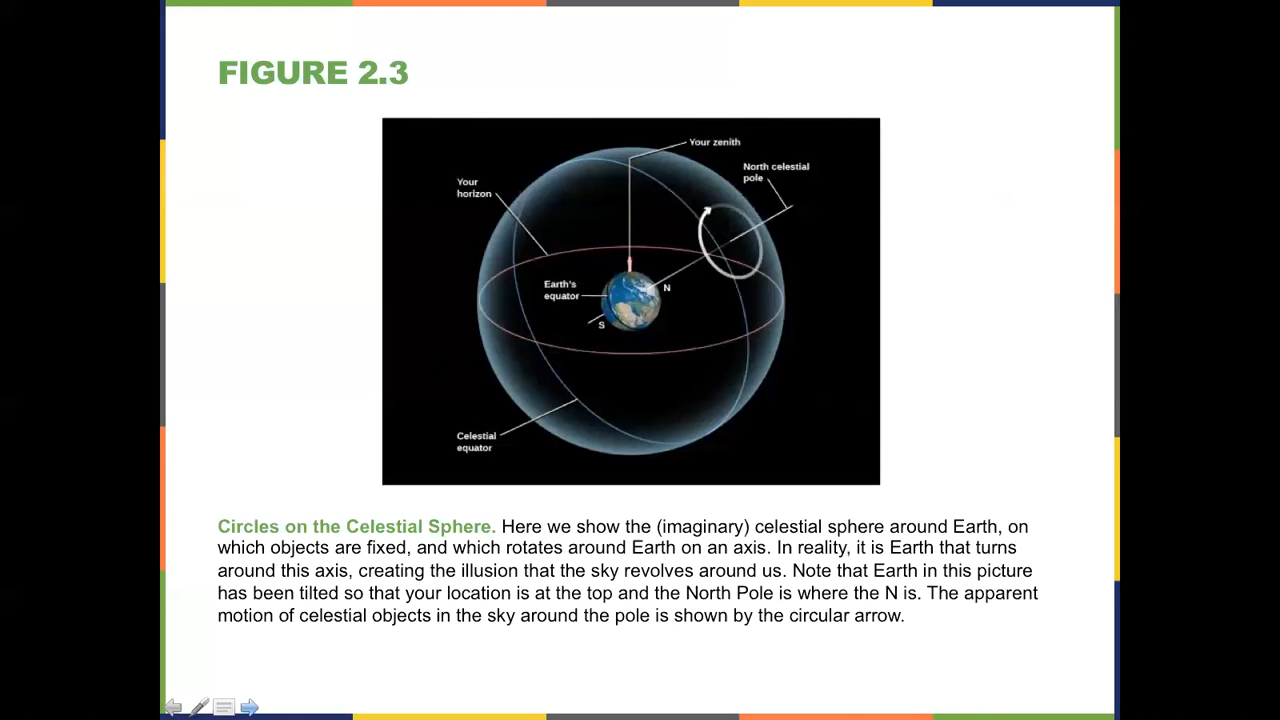 FIGURE 2.3
Your zenith
North celestial
pole
Your
horizon
Earth's
equator
N
S
Celestial
equator
Circles on the Celestial Sphere. Here we show the (imaginary) celestial sphere around Earth, on
which objects are fixed, and which rotates around Earth on an axis. In reality, it is Earth that turns
around this axis, creating the illusion that the sky revolves around us. Note that Earth in this picture
has been tilted so that your location is at the top and the North Pole is where the N is. The apparent
motion of celestial objects in the sky around the pole is shown by the circular arrow.